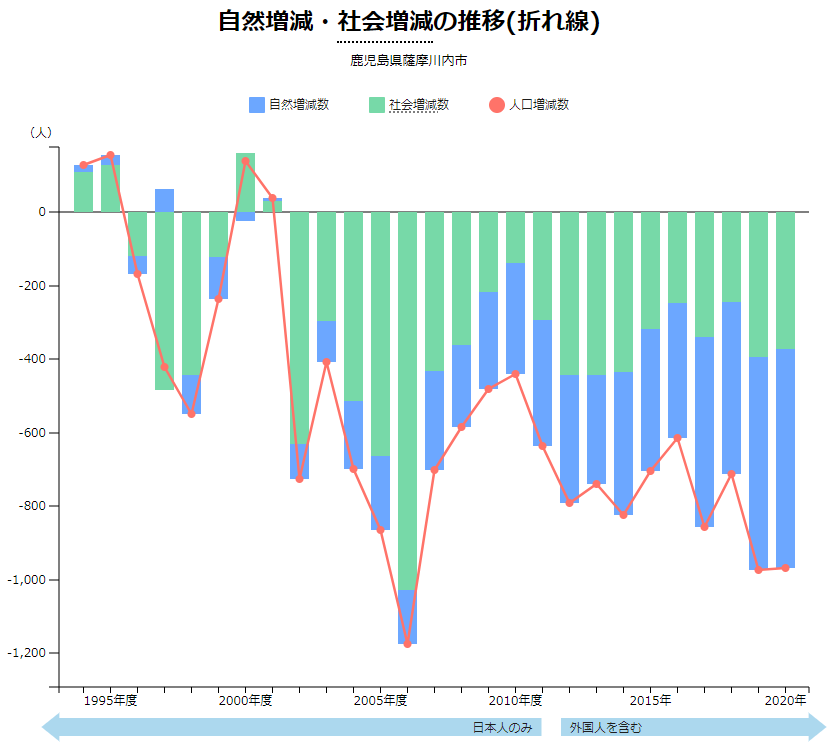 自然増減・社会増減の推移(折れ線)
鹿児島県薩摩川内市
自然増減数 社会増減数 人口増減数
(人)
0
-200
-400
-600
-800
-1,000
-1,200
1995年度 2000年度 2005年度 2010年度 2015年 2020年
日本人のみ 外国人を含む